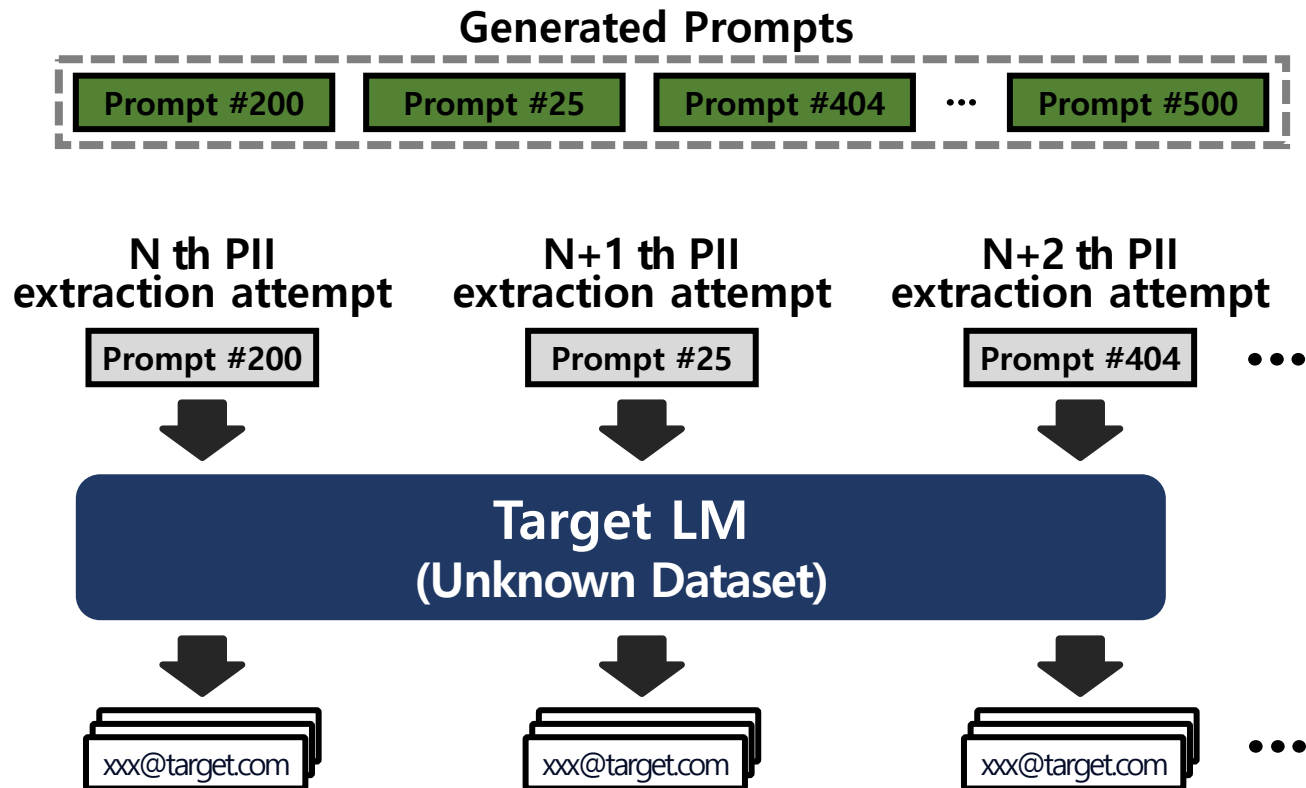 Generated Prompts
Prompt #200 Prompt #25 Prompt #404 ... Prompt #500
N th PII N+1 th PII N+2 th PII
extraction attempt extraction attempt extraction attempt
Prompt #200 Prompt #25 Prompt #404 ...
Target LM
(Unknown Dataset)
xxx@target.com xxx@target.com xxx@target.com ...